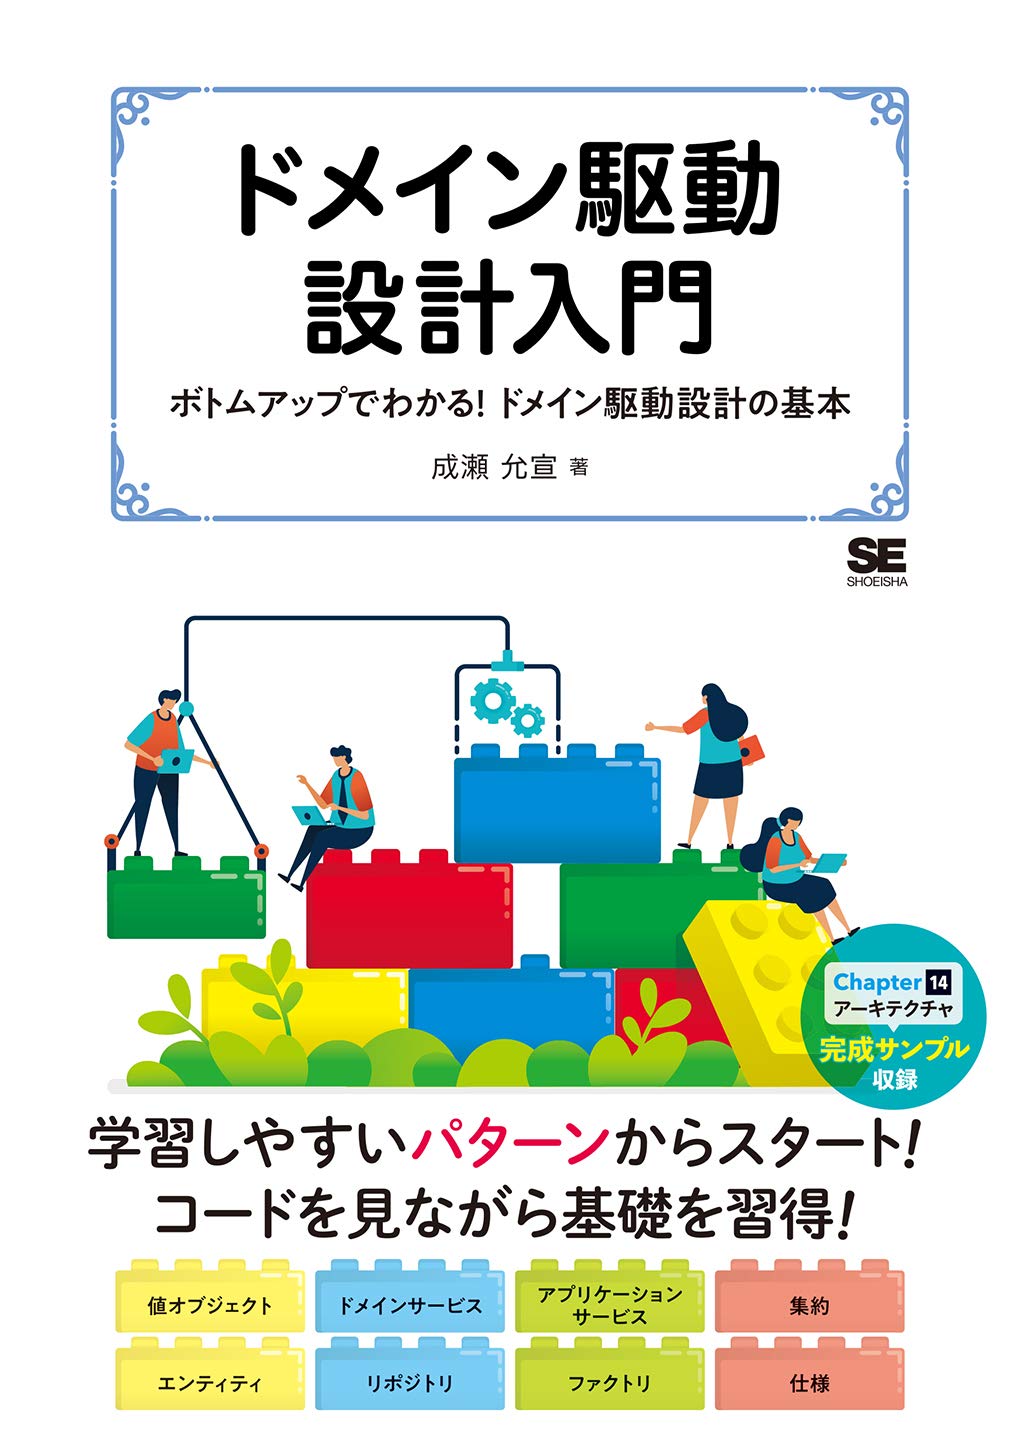 ドメイン駆動
設計入門
ボトムアップでわかる! ドメイン駆動設計の基本
成瀬 允宣 著
SE
SHOEISHA
Chapter 14
アーキテクチャ
完成サンプル
収録
学習しやすいパターンからスタート!
コードを見ながら基礎を習得!
値オブジェクト
ドメインサービス
アプリケーション
サービス
集約
エンティティ
リポジトリ
ファクトリ
仕様